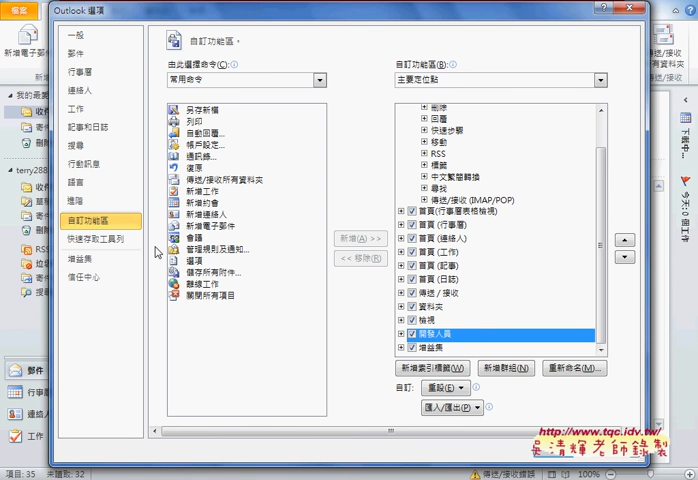 Outlook 選項
檔案
新增電子郵件
我的最愛
郵件
行事曆
工作
項目: 35
未讀取: 32
一般
郵件
行事曆
連絡人
工作
記事和日誌
搜尋
行動訊息
語言
進階
自訂功能區
快速存取工具列
增益集
信任中心
自訂功能區。
由此選擇命令(C):
常用命令
另存新檔
列印
自動回覆...
帳戶設定...
通訊錄...
復原
傳送/接收所有資料夾
新增工作
新增約會
新增連絡人
新增電子郵件
會議
管理規則及通知...
選項
儲存所有附件...
離線工作
關閉所有項目
新增(A) >>
<< 移除(R)
自訂功能區(B):
主要定位點
刪除
回覆
快速步驟
移動
RSS
標籤
中文繁簡轉換
尋找
傳送/接收 (IMAP/POP)
首頁(行事曆表格檢視)
首頁 (行事曆)
首頁 (連絡人)
首頁 (工作)
首頁 (記事)
首頁 (日誌)
傳送 / 接收
資料夾
檢視
開發人員
增益集
新增索引標籤(W)
新增群組(N)
重新命名(M)...
自訂:
重設(E)
匯入/匯出(P)
http://www.tqc.idv.tw/
吳清輝老師錄製
傳送/接收錯誤
100%